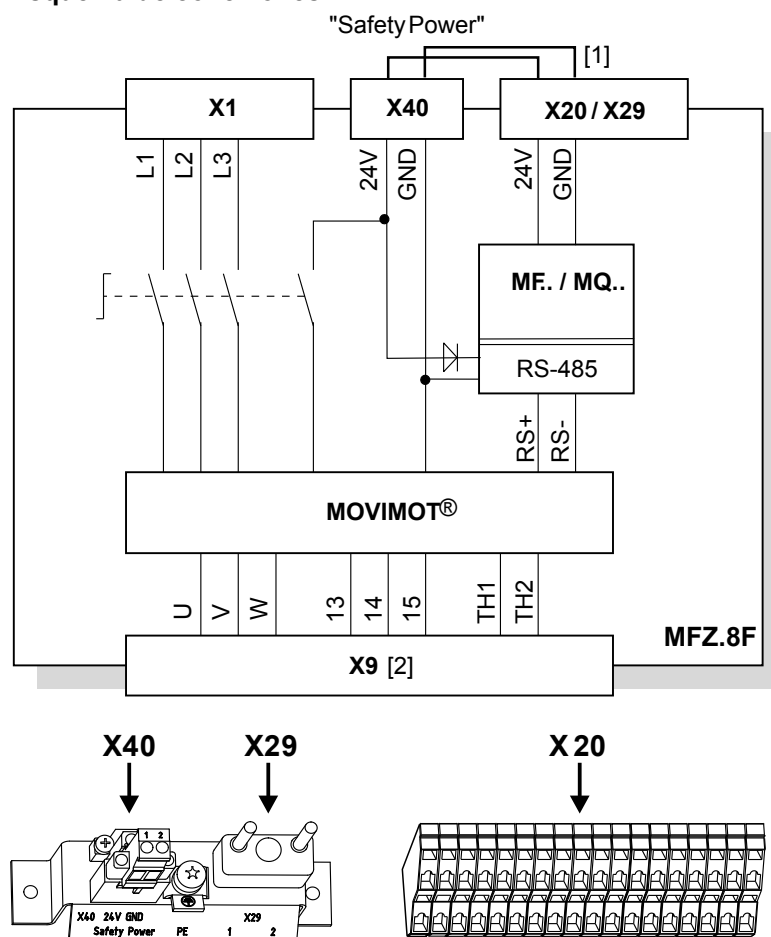 "Safety Power"
[1]
X1
X40
X20 / X29
L1
L2
L3
24V
GND
24V
GND
MF.. / MQ..
RS-485
RS+
RS-
MOVIMOT®
U
V
W
13
14
15
TH1
TH2
MFZ.8F
X9 [2]
X40
X29
X 20
1 2
X40 24V GND
X29
Safety Power
PE
1
2